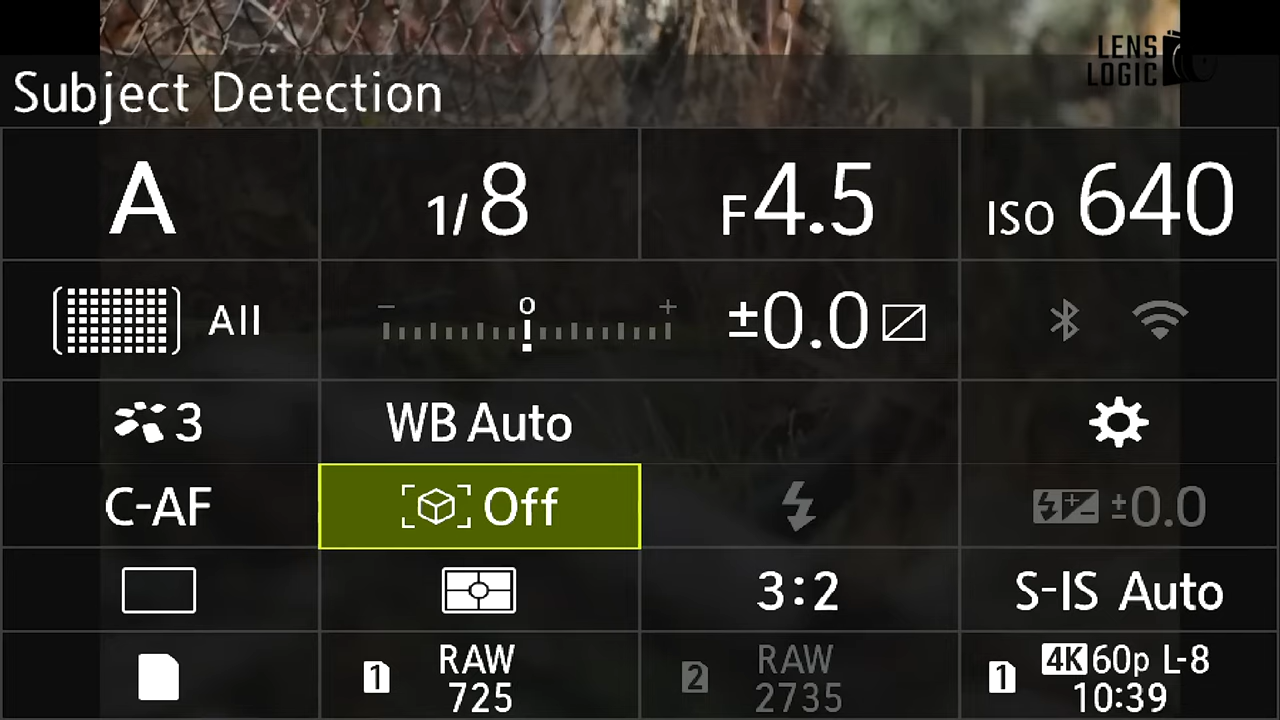 LENS
LOGIC
Subject Detection
A
1/8
F4.5
ISO 640
All
− 0 +
±0.0
3
WB Auto
C-AF
Off
±0.0
3:2
S-IS Auto
1 RAW
725
2 RAW
2735
1 4K 60p L-8
10:39